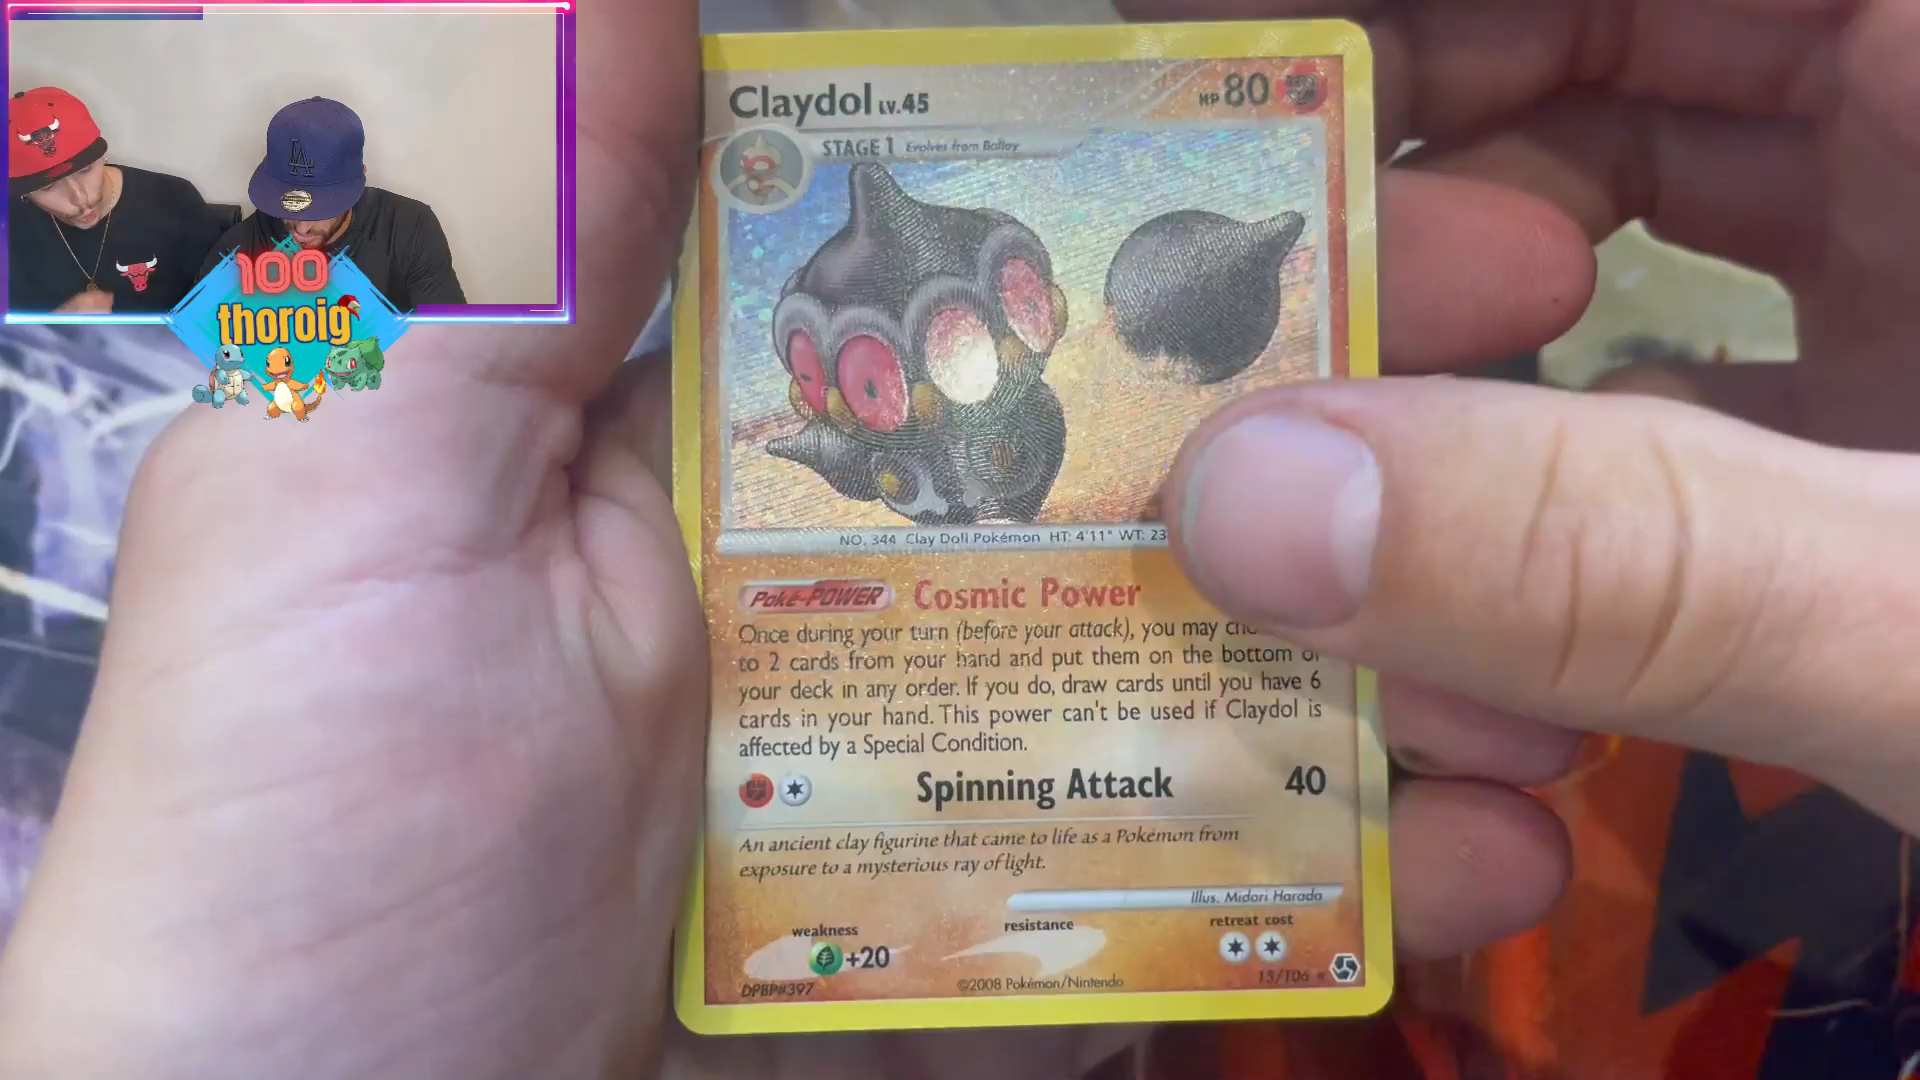 Claydol LV.45
HP 80
STAGE 1 Evolves from Baltoy
LA
100
thoroig
NO. 344 Clay Doll Pokémon HT: 4'11" WT: 23
Poké-POWER Cosmic Power
Once during your turn (before your attack), you may
to 2 cards from your hand and put them on the bottom of
your deck in any order. If you do, draw cards until you have 6
cards in your hand. This power can't be used if Claydol is
affected by a Special Condition.
Spinning Attack 40
An ancient clay figurine that came to life as a Pokémon from
exposure to a mysterious ray of light.
Illus. Midori Harada
weakness resistance retreat cost
+20
DPBP#397 ©2008 Pokémon/Nintendo 15/106